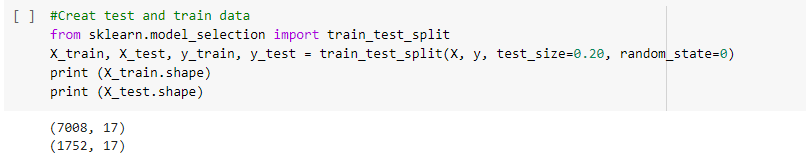 [ ] #Creat test and train data
from sklearn.model_selection import train_test_split
X_train, X_test, y_train, y_test = train_test_split(X, y, test_size=0.20, random_state=0)
print (X_train.shape)
print (X_test.shape)
(7008, 17)
(1752, 17)